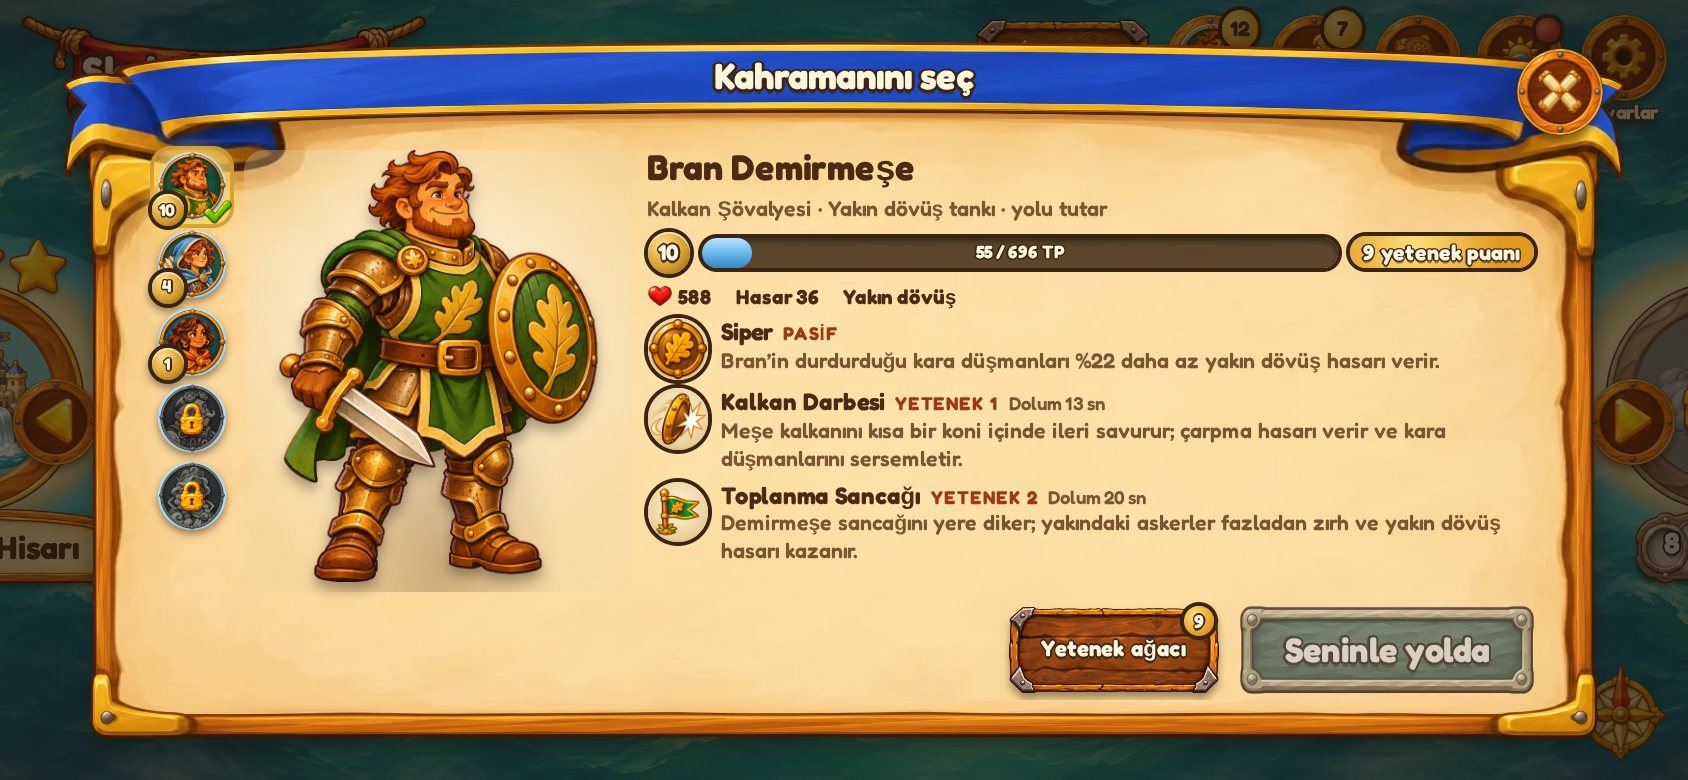 12
7
Kahramanını seç
Bran Demirmeşe
Kalkan Şövalyesi · Yakın dövüş tankı · yolu tutar
10
10
55 / 696 TP
9 yetenek puanı
4
588 Hasar 36 Yakın dövüş
Siper PASİF
Bran'in durdurduğu kara düşmanları %22 daha az yakın dövüş hasarı verir.
1
Kalkan Darbesi YETENEK 1 Dolum 13 sn
Meşe kalkanını kısa bir koni içinde ileri savurur; çarpma hasarı verir ve kara
düşmanlarını sersemletir.
Toplanma Sancağı YETENEK 2 Dolum 20 sn
Demirmeşe sancağını yere diker; yakındaki askerler fazladan zırh ve yakın dövüş
hasarı kazanır.
Hisarı
8
Yetenek ağacı
9
Seninle yolda